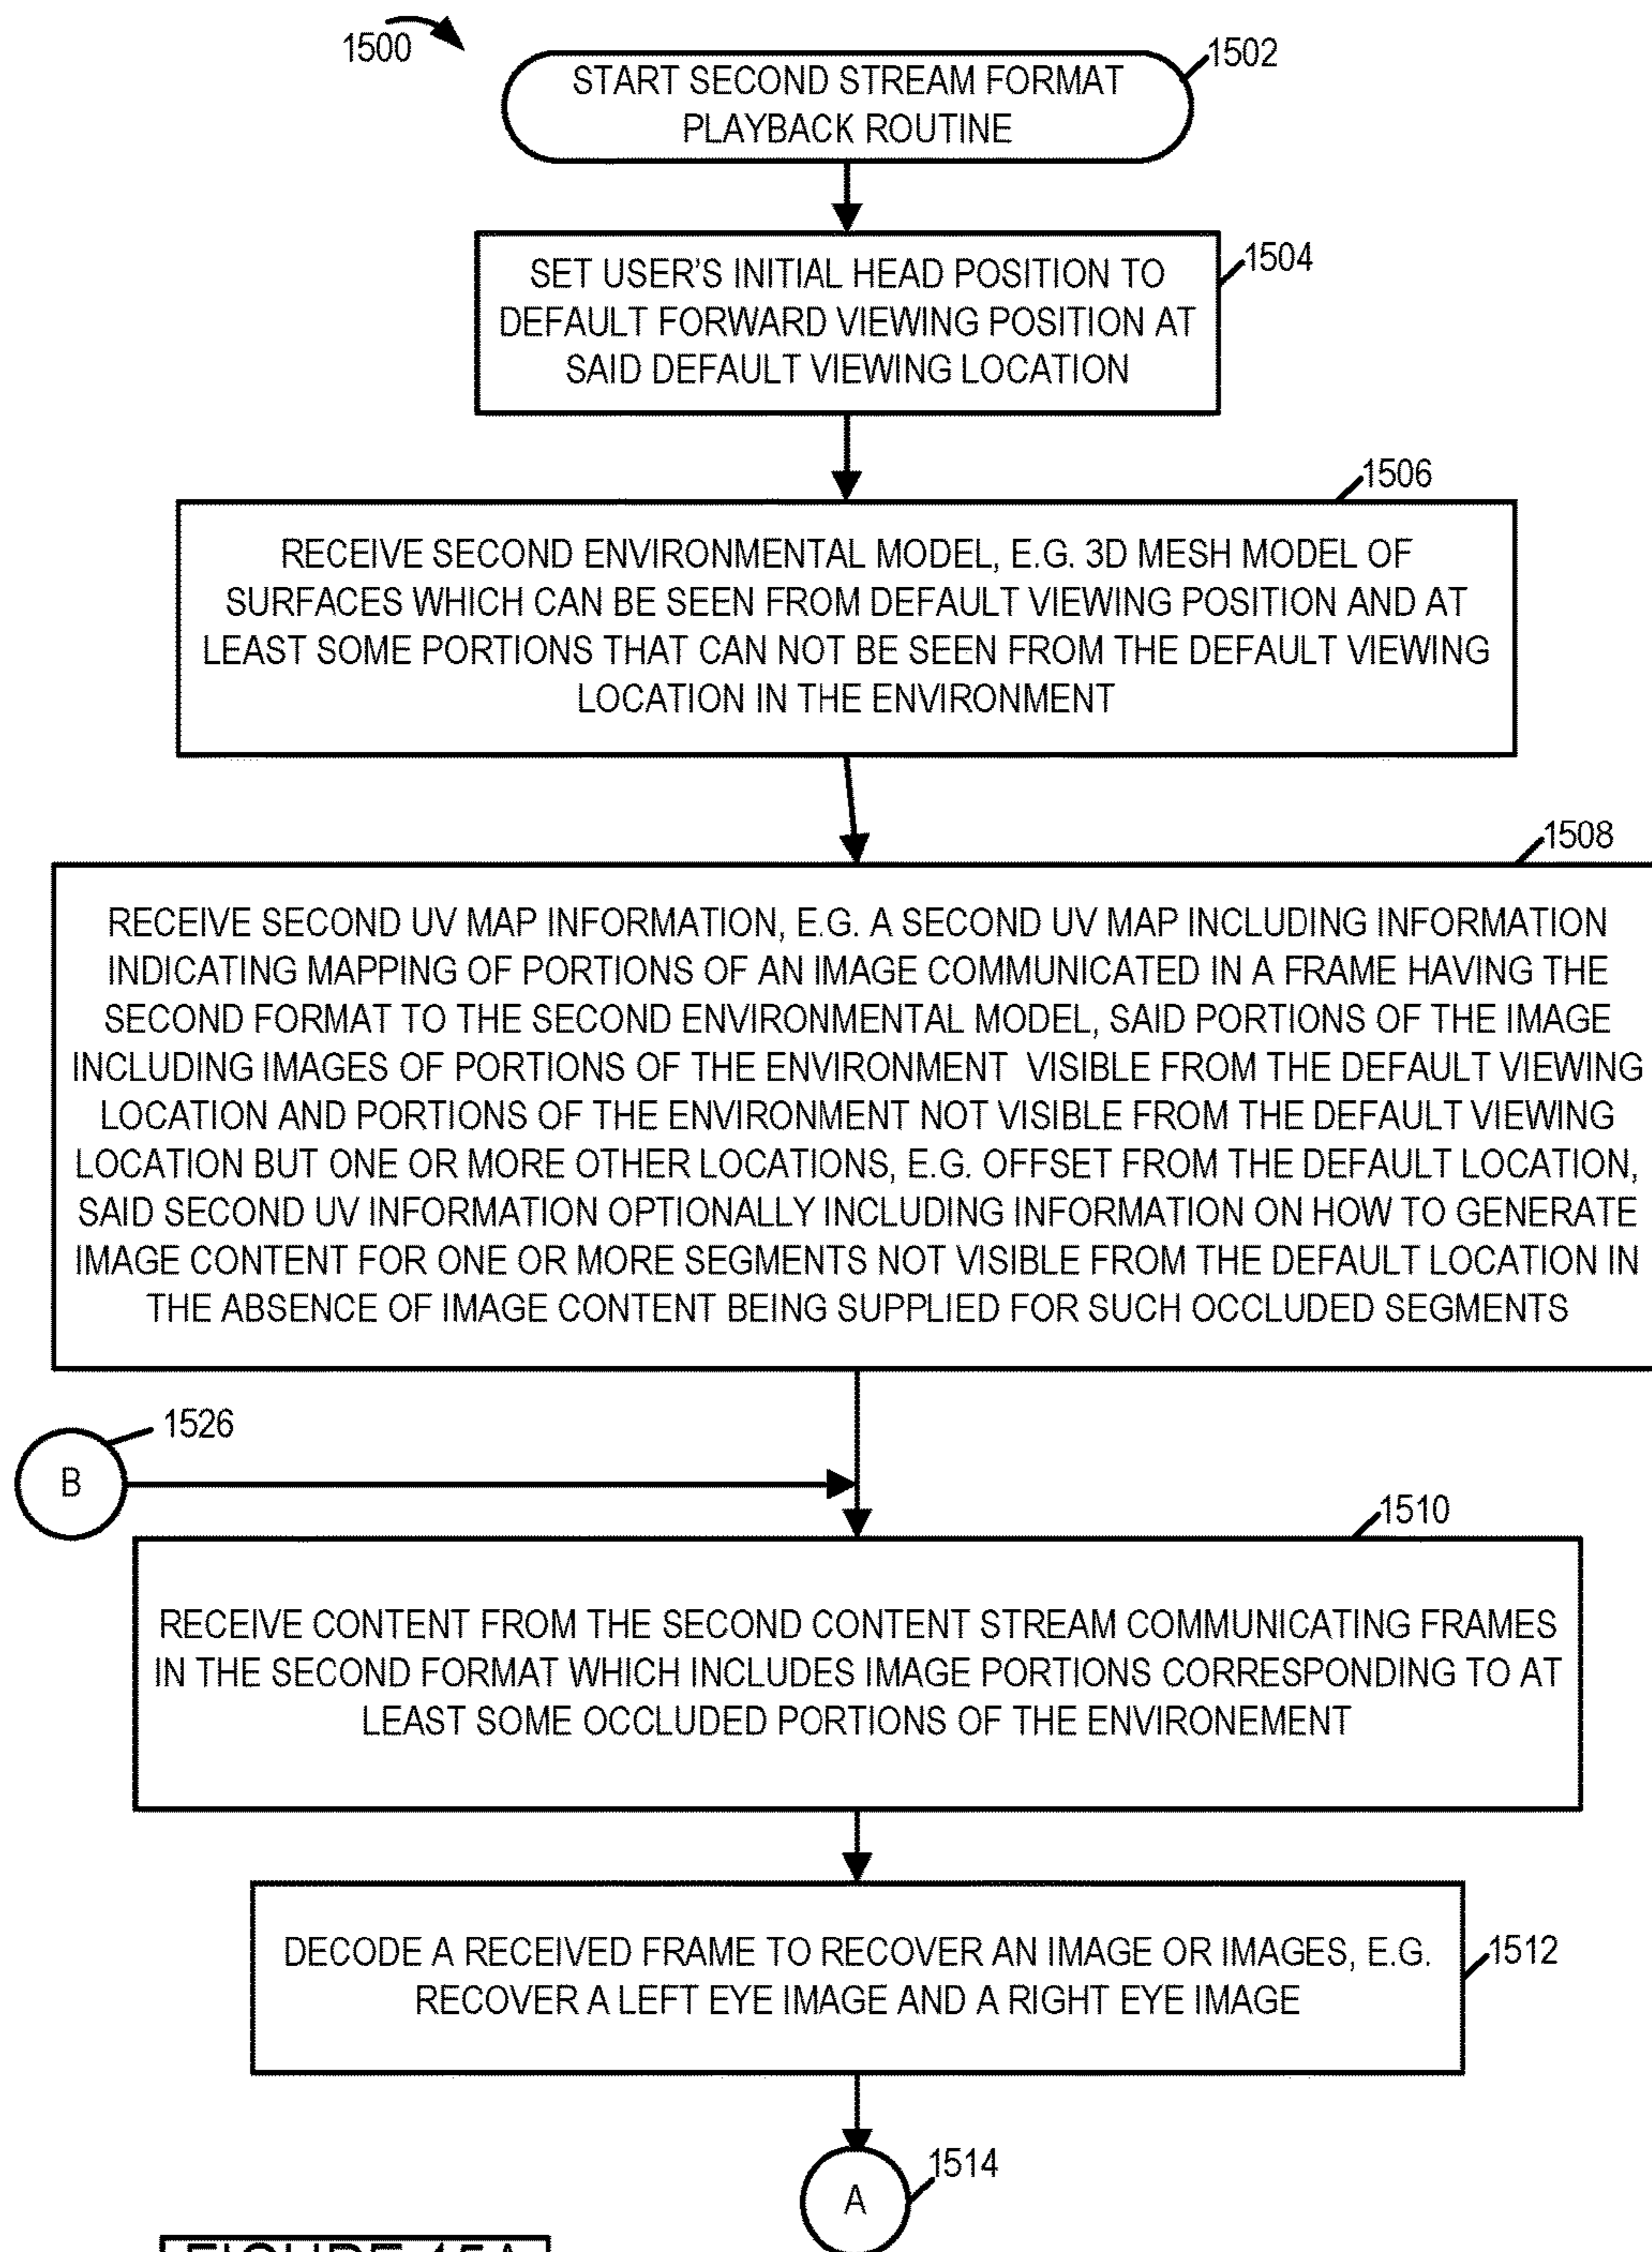 1500
1502
START SECOND STREAM FORMAT
PLAYBACK ROUTINE
1504
SET USER'S INITIAL HEAD POSITION TO
DEFAULT FORWARD VIEWING POSITION AT
SAID DEFAULT VIEWING LOCATION
1506
RECEIVE SECOND ENVIRONMENTAL MODEL, E.G. 3D MESH MODEL OF
SURFACES WHICH CAN BE SEEN FROM DEFAULT VIEWING POSITION AND AT
LEAST SOME PORTIONS THAT CAN NOT BE SEEN FROM THE DEFAULT VIEWING
LOCATION IN THE ENVIRONMENT
1508
RECEIVE SECOND UV MAP INFORMATION, E.G. A SECOND UV MAP INCLUDING INFORMATION
INDICATING MAPPING OF PORTIONS OF AN IMAGE COMMUNICATED IN A FRAME HAVING THE
SECOND FORMAT TO THE SECOND ENVIRONMENTAL MODEL, SAID PORTIONS OF THE IMAGE
INCLUDING IMAGES OF PORTIONS OF THE ENVIRONMENT VISIBLE FROM THE DEFAULT VIEWING
LOCATION AND PORTIONS OF THE ENVIRONMENT NOT VISIBLE FROM THE DEFAULT VIEWING
LOCATION BUT ONE OR MORE OTHER LOCATIONS, E.G. OFFSET FROM THE DEFAULT LOCATION,
SAID SECOND UV INFORMATION OPTIONALLY INCLUDING INFORMATION ON HOW TO GENERATE
IMAGE CONTENT FOR ONE OR MORE SEGMENTS NOT VISIBLE FROM THE DEFAULT LOCATION IN
THE ABSENCE OF IMAGE CONTENT BEING SUPPLIED FOR SUCH OCCLUDED SEGMENTS
1526
B
1510
RECEIVE CONTENT FROM THE SECOND CONTENT STREAM COMMUNICATING FRAMES
IN THE SECOND FORMAT WHICH INCLUDES IMAGE PORTIONS CORRESPONDING TO AT
LEAST SOME OCCLUDED PORTIONS OF THE ENVIRONEMENT
DECODE A RECEIVED FRAME TO RECOVER AN IMAGE OR IMAGES, E.G.
RECOVER A LEFT EYE IMAGE AND A RIGHT EYE IMAGE
1512
1514
A
FIGURE 15A